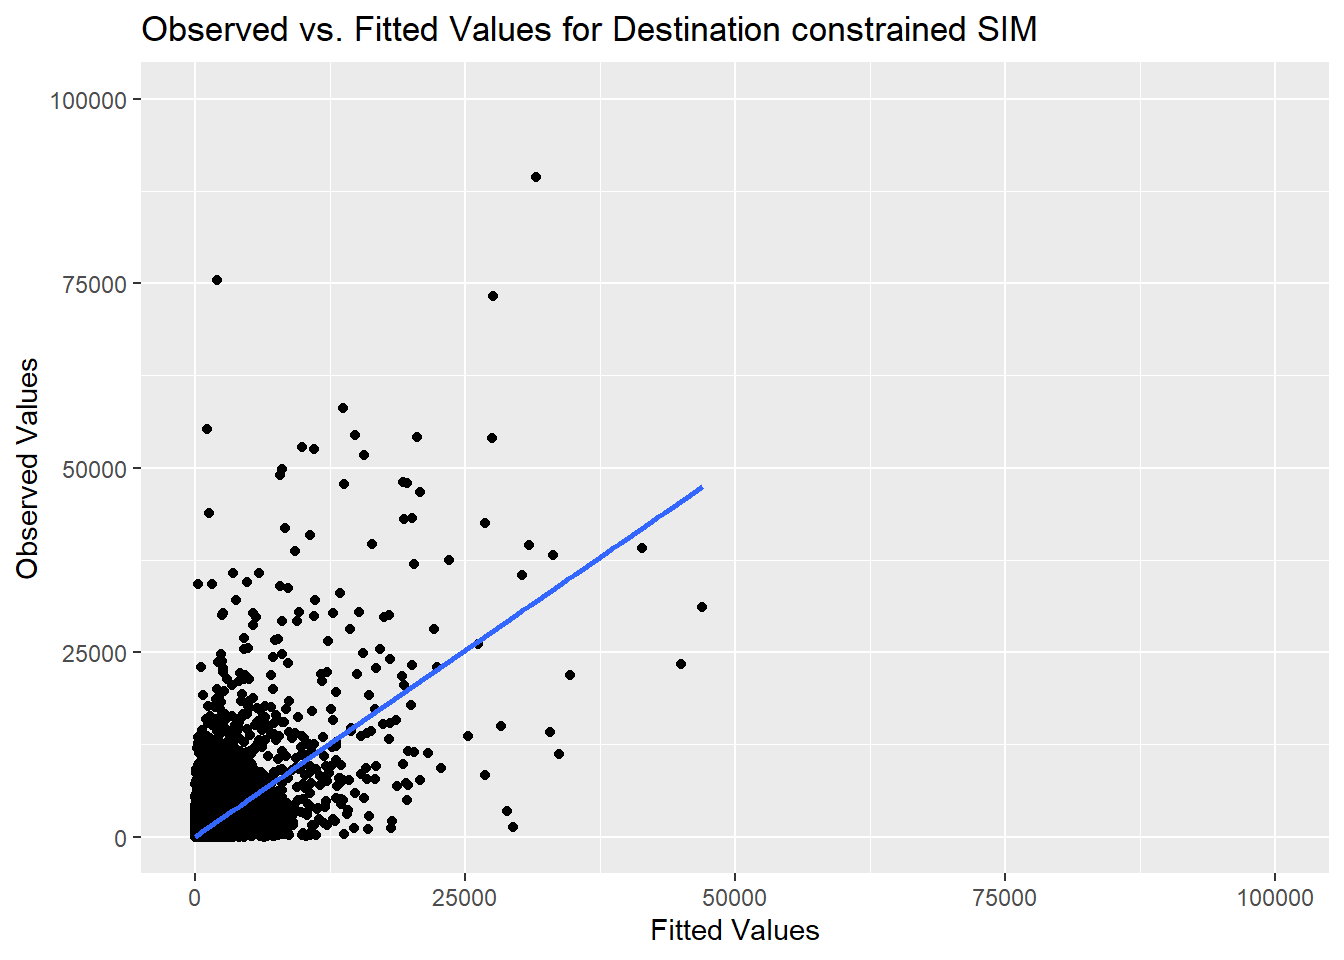 Observed vs. Fitted Values for Destination constrained SIM
100000
75000
50000
25000
0
Observed Values
0 25000 50000 75000 100000
Fitted Values